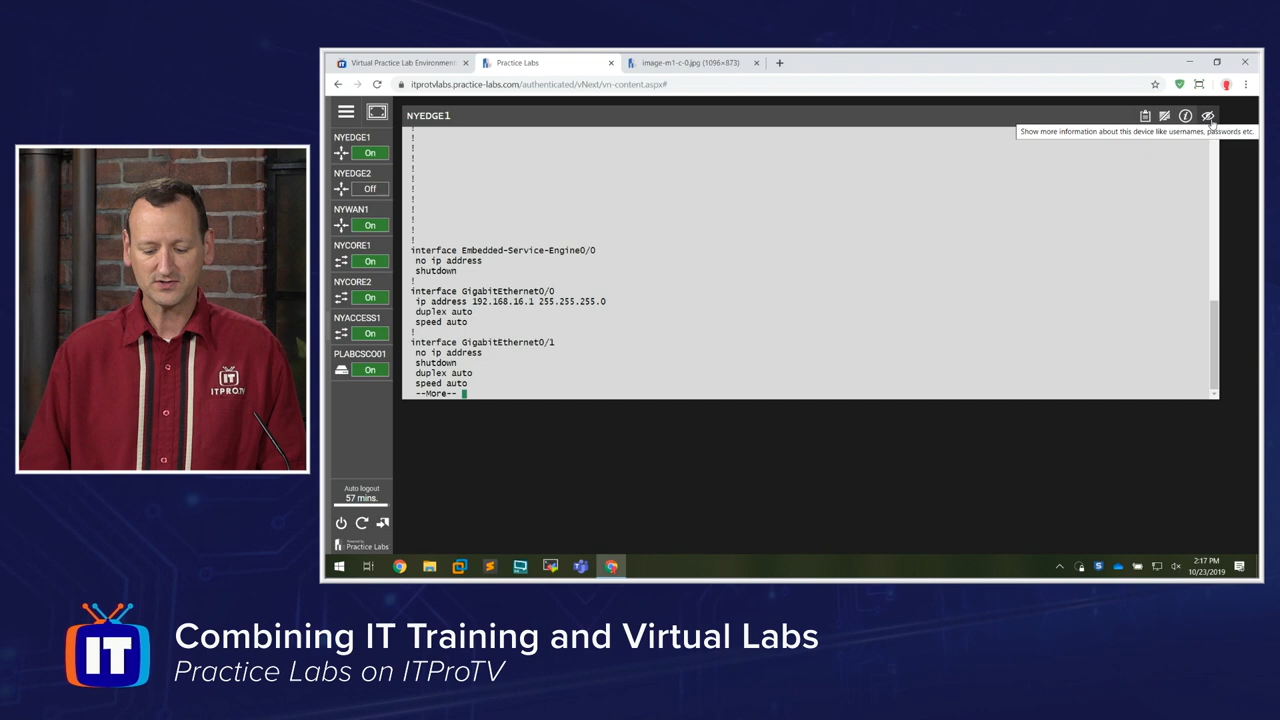 Virtual Practice Lab Environment
Practice Labs
image-m1-c-0.jpg (1096×873)
itprotvlabs.practice-labs.com/authenticated/vNext/vn-content.aspx#
NYEDGE1
Show more information about this device like usernames, passwords etc.
NYEDGE1
On
NYEDGE2
Off
NYWAN1
On
NYCORE1
On
NYCORE2
On
NYACCESS1
On
PLABCSCO01
On
Auto logout
57 mins.
Powered by
Practice Labs
!
!
!
!
!
!
!
!
!
!
!
!
interface Embedded-Service-Engine0/0
no ip address
shutdown
!
interface GigabitEthernet0/0
ip address 192.168.16.1 255.255.255.0
duplex auto
speed auto
!
interface GigabitEthernet0/1
no ip address
shutdown
duplex auto
speed auto
--More--
2:17 PM
10/23/2019
IT
ITPRO.TV
IT
Combining IT Training and Virtual Labs
Practice Labs on ITProTV